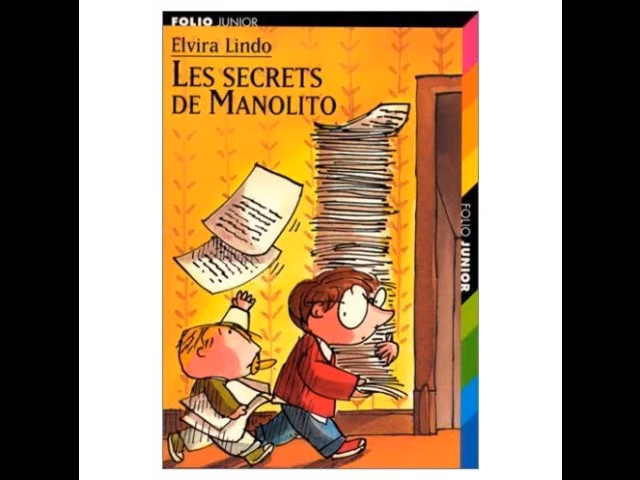 FOLIO JUNIOR
Elvira Lindo
LES SECRETS
DE MANOLITO
FOLIO JUNIOR